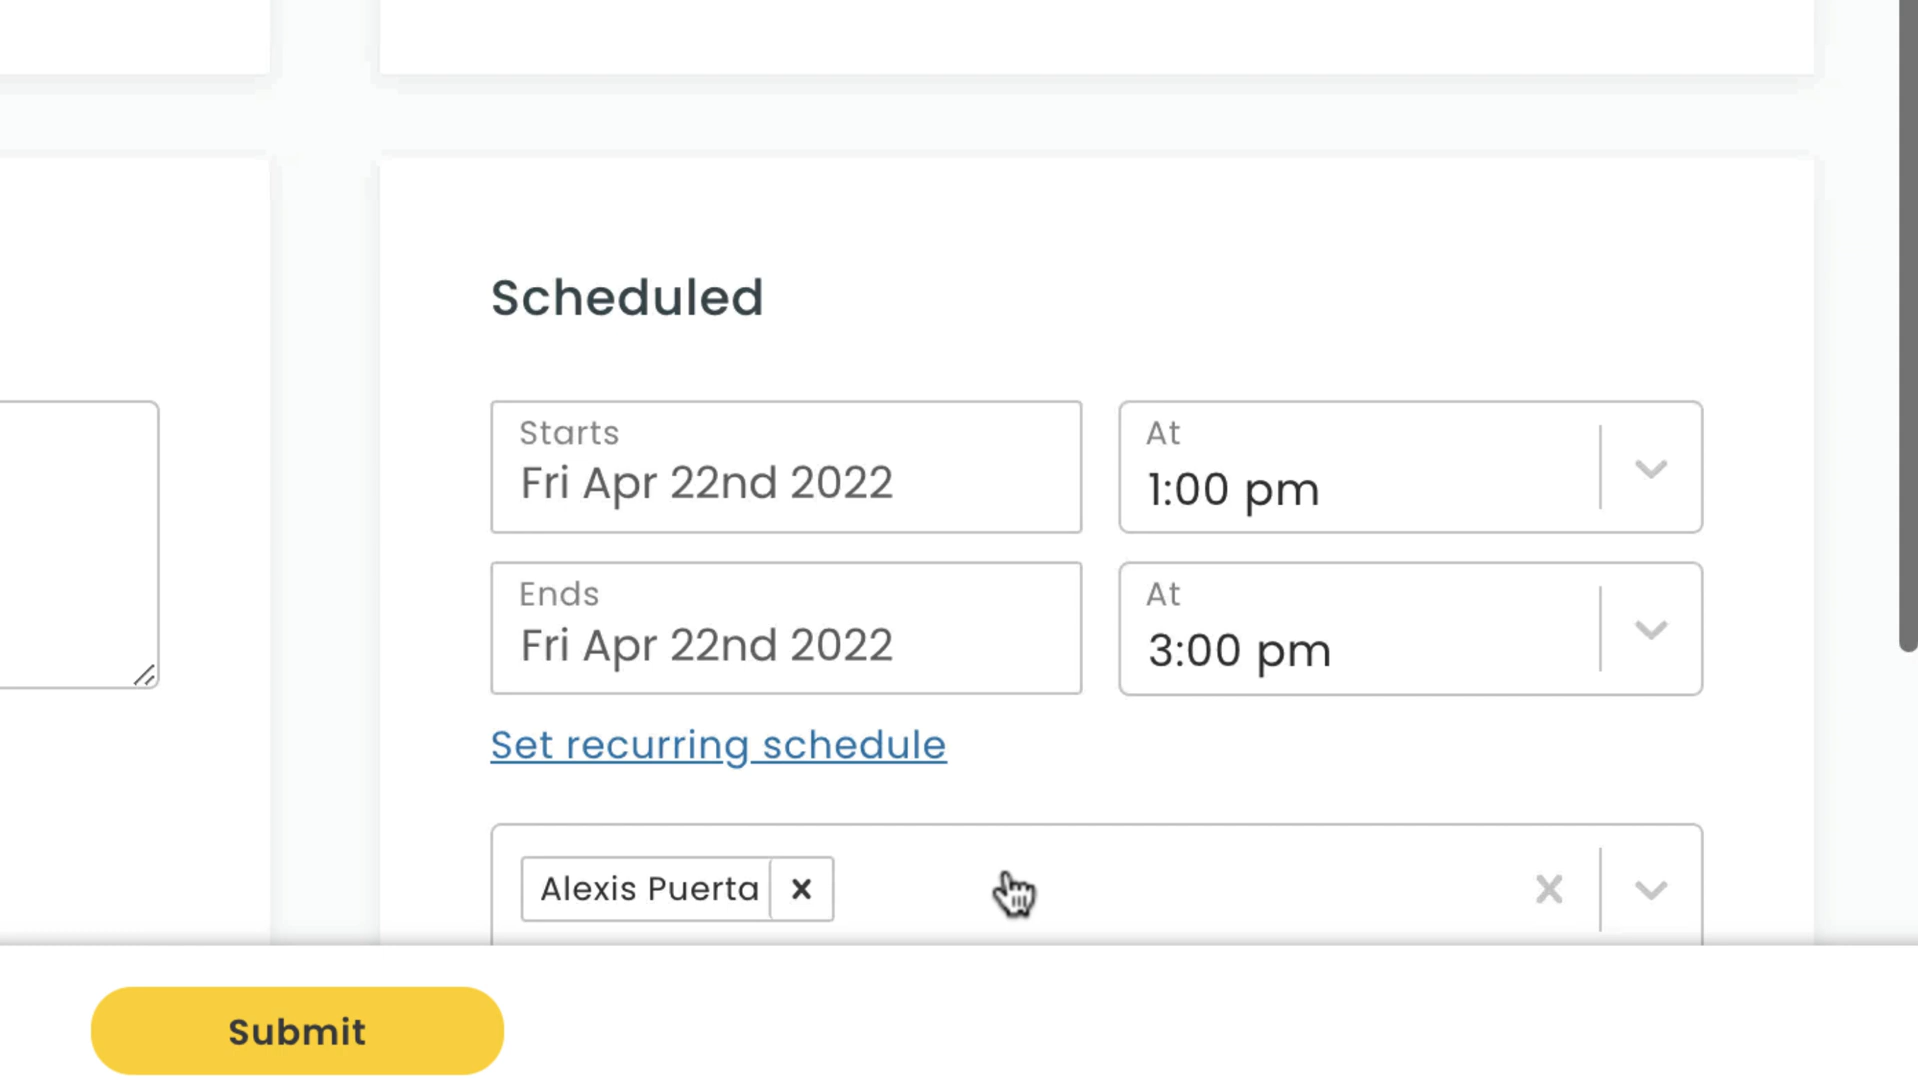 Scheduled
Starts
Fri Apr 22nd 2022
At
1:00 pm
Ends
Fri Apr 22nd 2022
At
3:00 pm
Set recurring schedule
Alexis Puerta
Submit